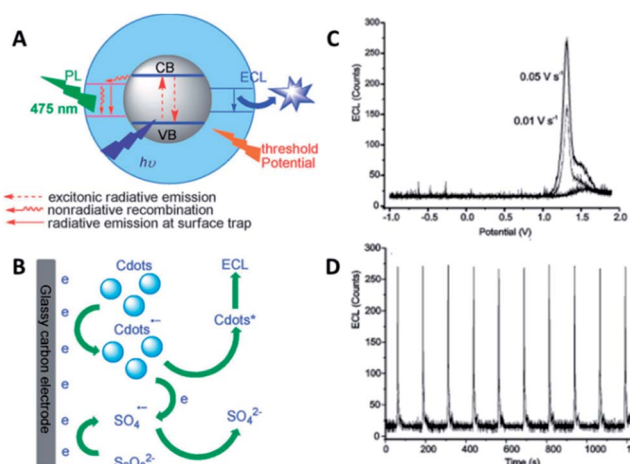 A
PL
475 nm
CB
VB
hυ
ECL
threshold
Potential
excitonic radiative emission
nonradiative recombination
radiative emission at surface trap
B
Glassy carbon electrode
e
e
e
e
e
e
Cdots
Cdots•−
ECL
Cdots*
e
SO4•−
SO4²⁻
C
ECL (Counts)
300
250
200
150
100
50
0
0.05 V s⁻¹
0.01 V s⁻¹
-1.0 -0.5 0.0 0.5 1.0 1.5 2.0
Potential (V)
D
ECL (Counts)
300
250
200
150
100
50
0
0 200 400 600 800 1000
Time (s)